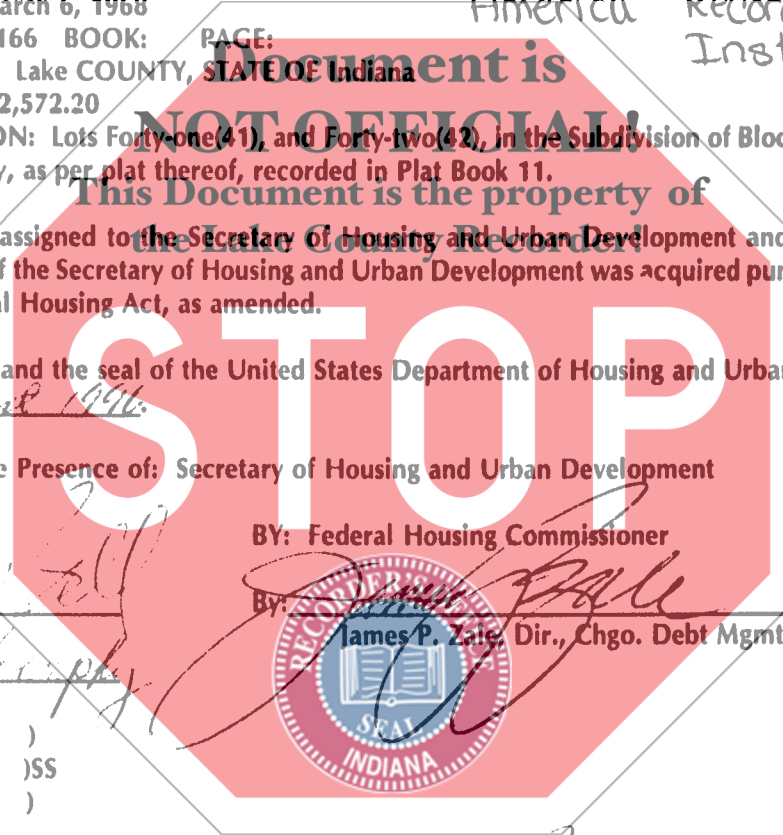 arch 6, 1968
America Recor
166 BOOK: PAGE:
Inst
Document is
Lake COUNTY, STATE OF Indiana
2,572.20
NOT OFFICIAL!
ON: Lots Forty-one(41), and Forty-two(42), in the Subdivision of Bloc
y, as per plat thereof, recorded in Plat Book 11.
This Document is the property of
the Lake County Recorder!
assigned to the Secretary of Housing and Urban Development and
f the Secretary of Housing and Urban Development was acquired pur
l Housing Act, as amended.
STOP
and the seal of the United States Department of Housing and Urba
1996.
e Presence of: Secretary of Housing and Urban Development
BY: Federal Housing Commissioner
By:
James P. Zale, Dir., Chgo. Debt Mgmt
RECORDER'S OFFICE
SEAL
INDIANA
)
)SS
)